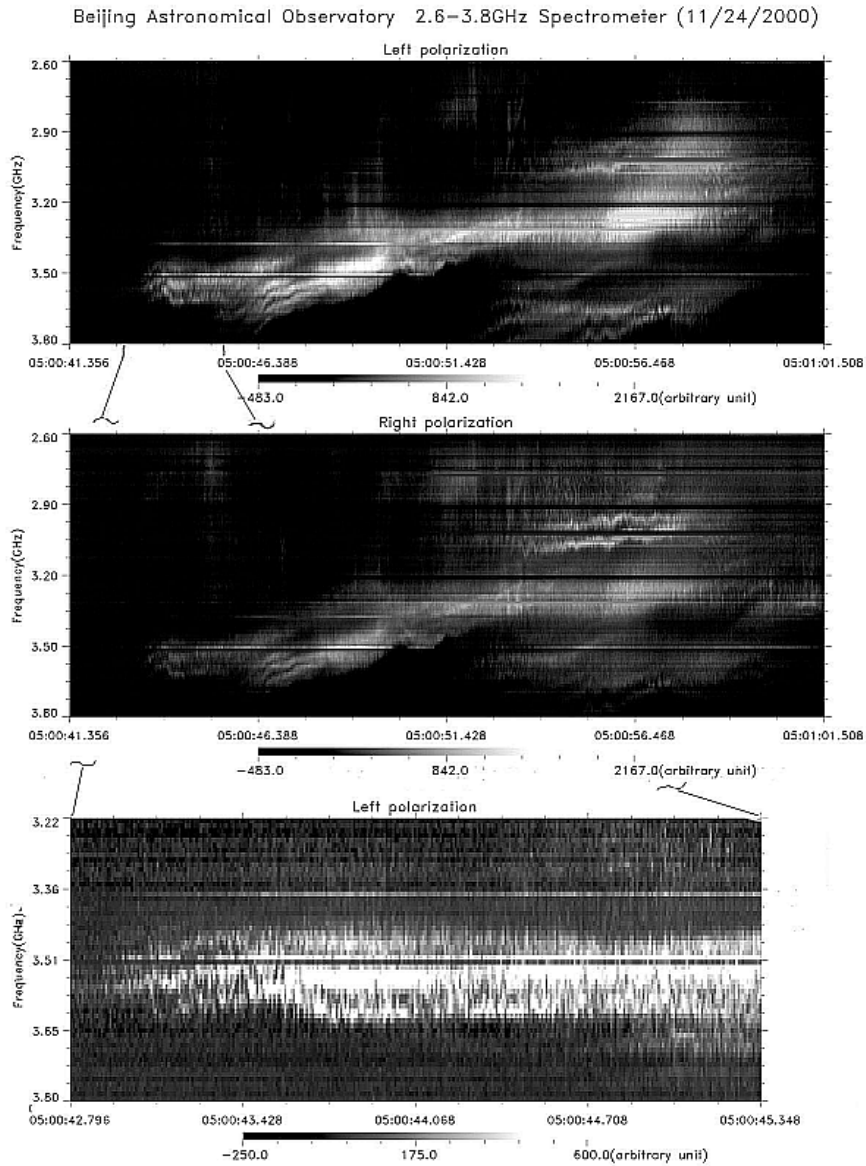 Beijing Astronomical Observatory 2.6-3.8GHz Spectrometer (11/24/2000)
Left polarization
2.60
2.90
3.20
3.50
3.80
Frequency(GHz)
05:00:41.356 05:00:46.388 05:00:51.428 05:00:56.468 05:01:01.508
-483.0 842.0 2167.0(arbitrary unit)
Right polarization
2.60
2.90
3.20
3.50
3.80
Frequency(GHz)
05:00:41.356 05:00:46.388 05:00:51.428 05:00:56.468 05:01:01.508
-483.0 842.0 2167.0(arbitrary unit)
Left polarization
3.22
3.36
3.51
3.65
3.80
Frequency(GHz)
05:00:42.796 05:00:43.428 05:00:44.068 05:00:44.708 05:00:45.348
-250.0 175.0 600.0(arbitrary unit)